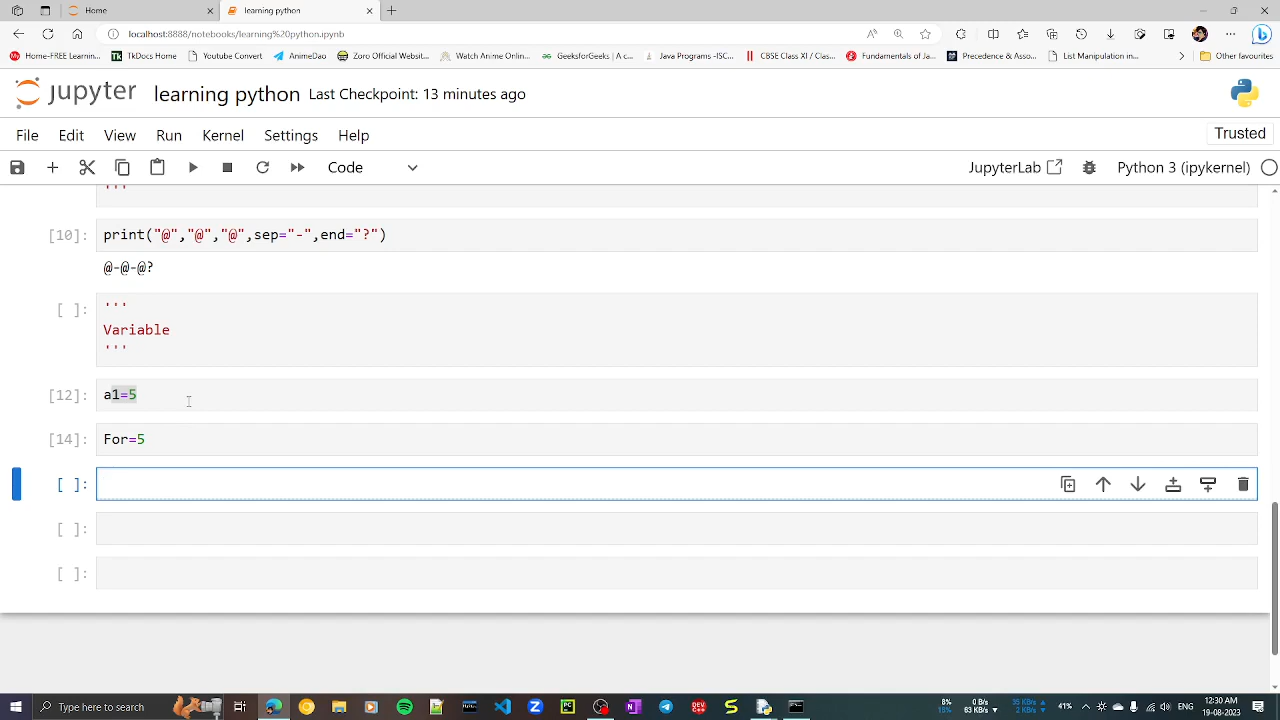 Home
learning python
localhost:8888/notebooks/learning%20python.ipynb
Home-FREE Learnin...
TkDocs Home
Youtube Convert
AnimeDao
Zoro Official Websit...
Watch Anime Onlin...
GeeksforGeeks | A c...
Java Programs -ISC...
CBSE Class XI/ Clas...
Fundamentals of Ja...
Precedence & Asso...
List Manipulation in...
Other favourites
jupyter learning python Last Checkpoint: 13 minutes ago
File Edit View Run Kernel Settings Help
Trusted
Code
JupyterLab
Python 3 (ipykernel)
'''
[10]: print("@","@","@",sep="-",end="?")
@-@-@?
[ ]: '''
Variable
'''
[12]: a1=5
[14]: For=5
[ ]:
[ ]:
[ ]:
Type here to search
41%
ENG
12:30 AM
19-08-2023